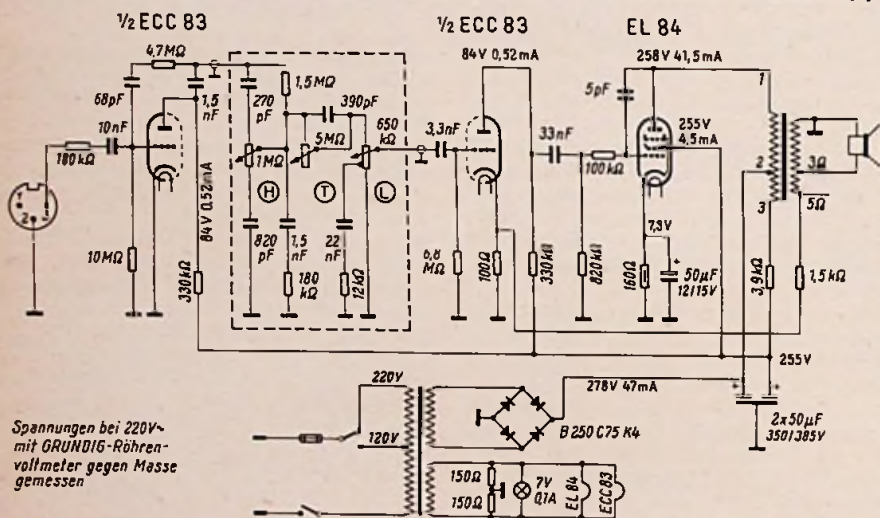 ½ ECC 83
½ ECC 83
EL 84
4,7MΩ
84V 0,52mA
258V 41,5mA
1
68pF
1,5 nF
270 pF
1,5MΩ
390pF
650 kΩ
5pF
10nF
3,3nF
33nF
255V
4,5mA
180kΩ
1MΩ
5MΩ
100kΩ
2
3Ω
2
84V 0,52mA
H
T
L
3
5Ω
7,3V
10MΩ
330kΩ
820 pF
1,5 nF
22 nF
6,8 MΩ
100Ω
330kΩ
820kΩ
160Ω
50µF
12/15V
3,9kΩ
1,5kΩ
180 kΩ
12kΩ
255V
220V
278V 47mA
2x50µF
350/385V
120V
B 250 C75 K4
Spannungen bei 220V~
mit GRUNDIG-Röhren-
voltmeter gegen Masse
gemessen
150Ω
150Ω
7V
0,1A
EL 84
ECC 83